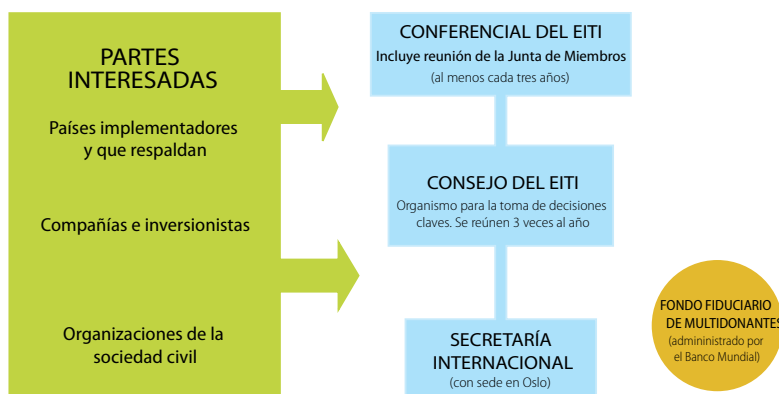 PARTES
INTERESADAS
Países implementadores
y que respaldan
Compañías e inversionistas
Organizaciones de la
sociedad civil
CONFERENCIAL DEL EITI
Incluye reunión de la Junta de Miembros
(al menos cada tres años)
CONSEJO DEL EITI
Organismo para la toma de decisiones
claves. Se reúnen 3 veces al año
SECRETARÍA
INTERNACIONAL
(con sede en Oslo)
FONDO FIDUCIARIO
DE MULTIDONANTES
(admininistrado por
el Banco Mundial)